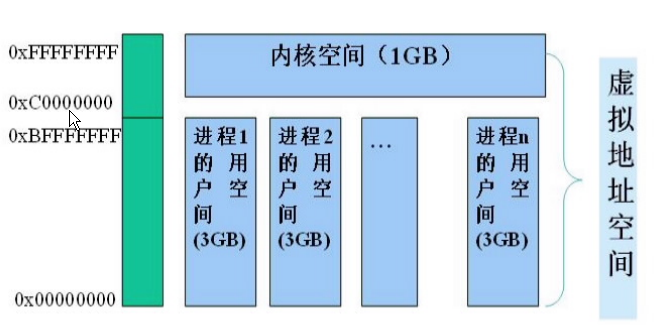 0xFFFFFFFF
0xC0000000
0xBFFFFFFF
0x00000000
内核空间（1GB）
进程1
的用
户空
间
(3GB)
进程2
的用
户空
间
(3GB)
...
进程n
的用
户空
间
(3GB)
虚
拟
地
址
空
间